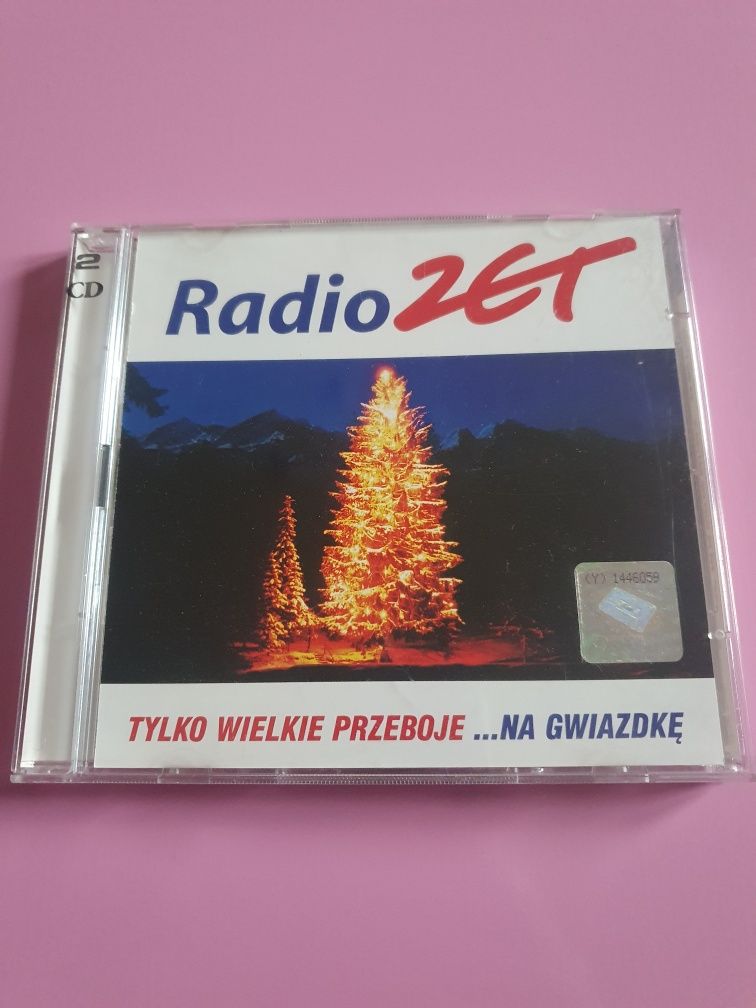 2
CD
Radio ZET
(Y) 1446059
TYLKO WIELKIE PRZEBOJE ...NA GWIAZDKĘ